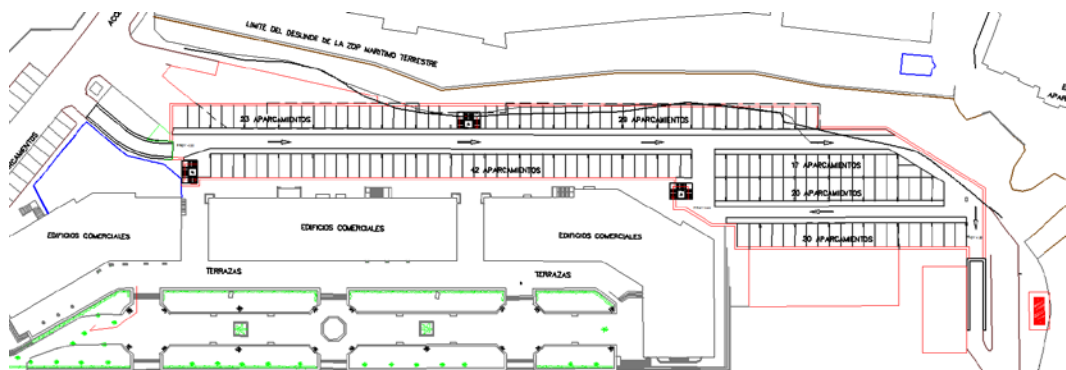 LIMITE DEL DESLINDE DE LA ZDP MARITIMO TERRESTRE
33 APARCAMIENTOS
29 APARCAMIENTOS
42 APARCAMIENTOS
17 APARCAMIENTOS
20 APARCAMIENTOS
30 APARCAMIENTOS
EDIFICIOS COMERCIALES
EDIFICIOS COMERCIALES
EDIFICIOS COMERCIALES
TERRAZAS
TERRAZAS